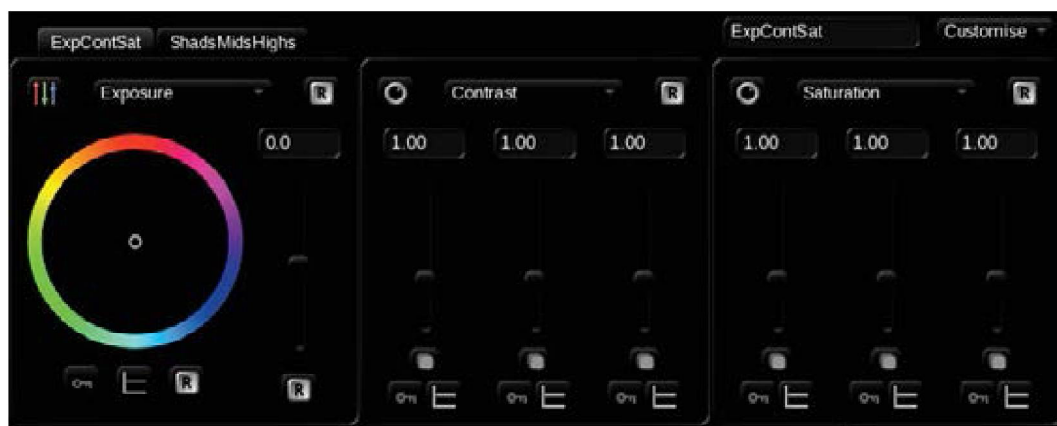 ExpContSat ShadsMidsHighs ExpContSat Customise
Exposure R Contrast R Saturation R
0.0 1.00 1.00 1.00 1.00 1.00 1.00
R R